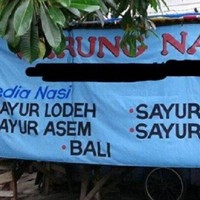 ARUNG NA
edia Nasi
AYUR LODEH • SAYUR
AYUR ASEM • SAYUR
• BALI